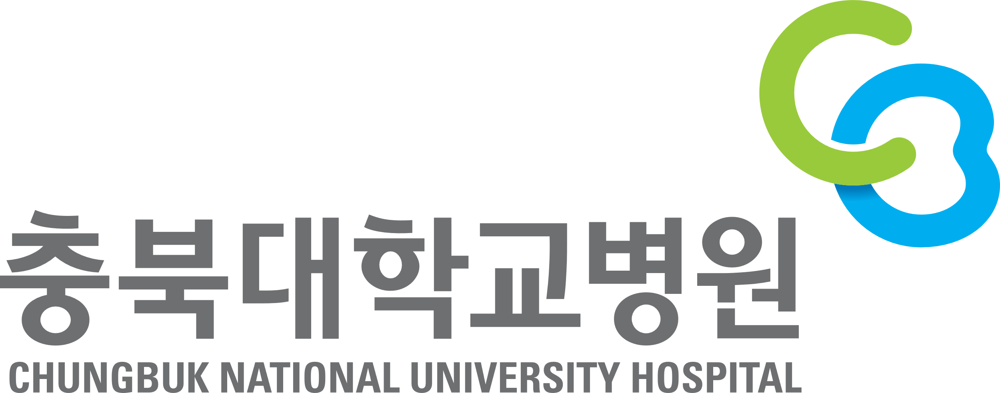 충북대학교병원
CHUNGBUK NATIONAL UNIVERSITY HOSPITAL